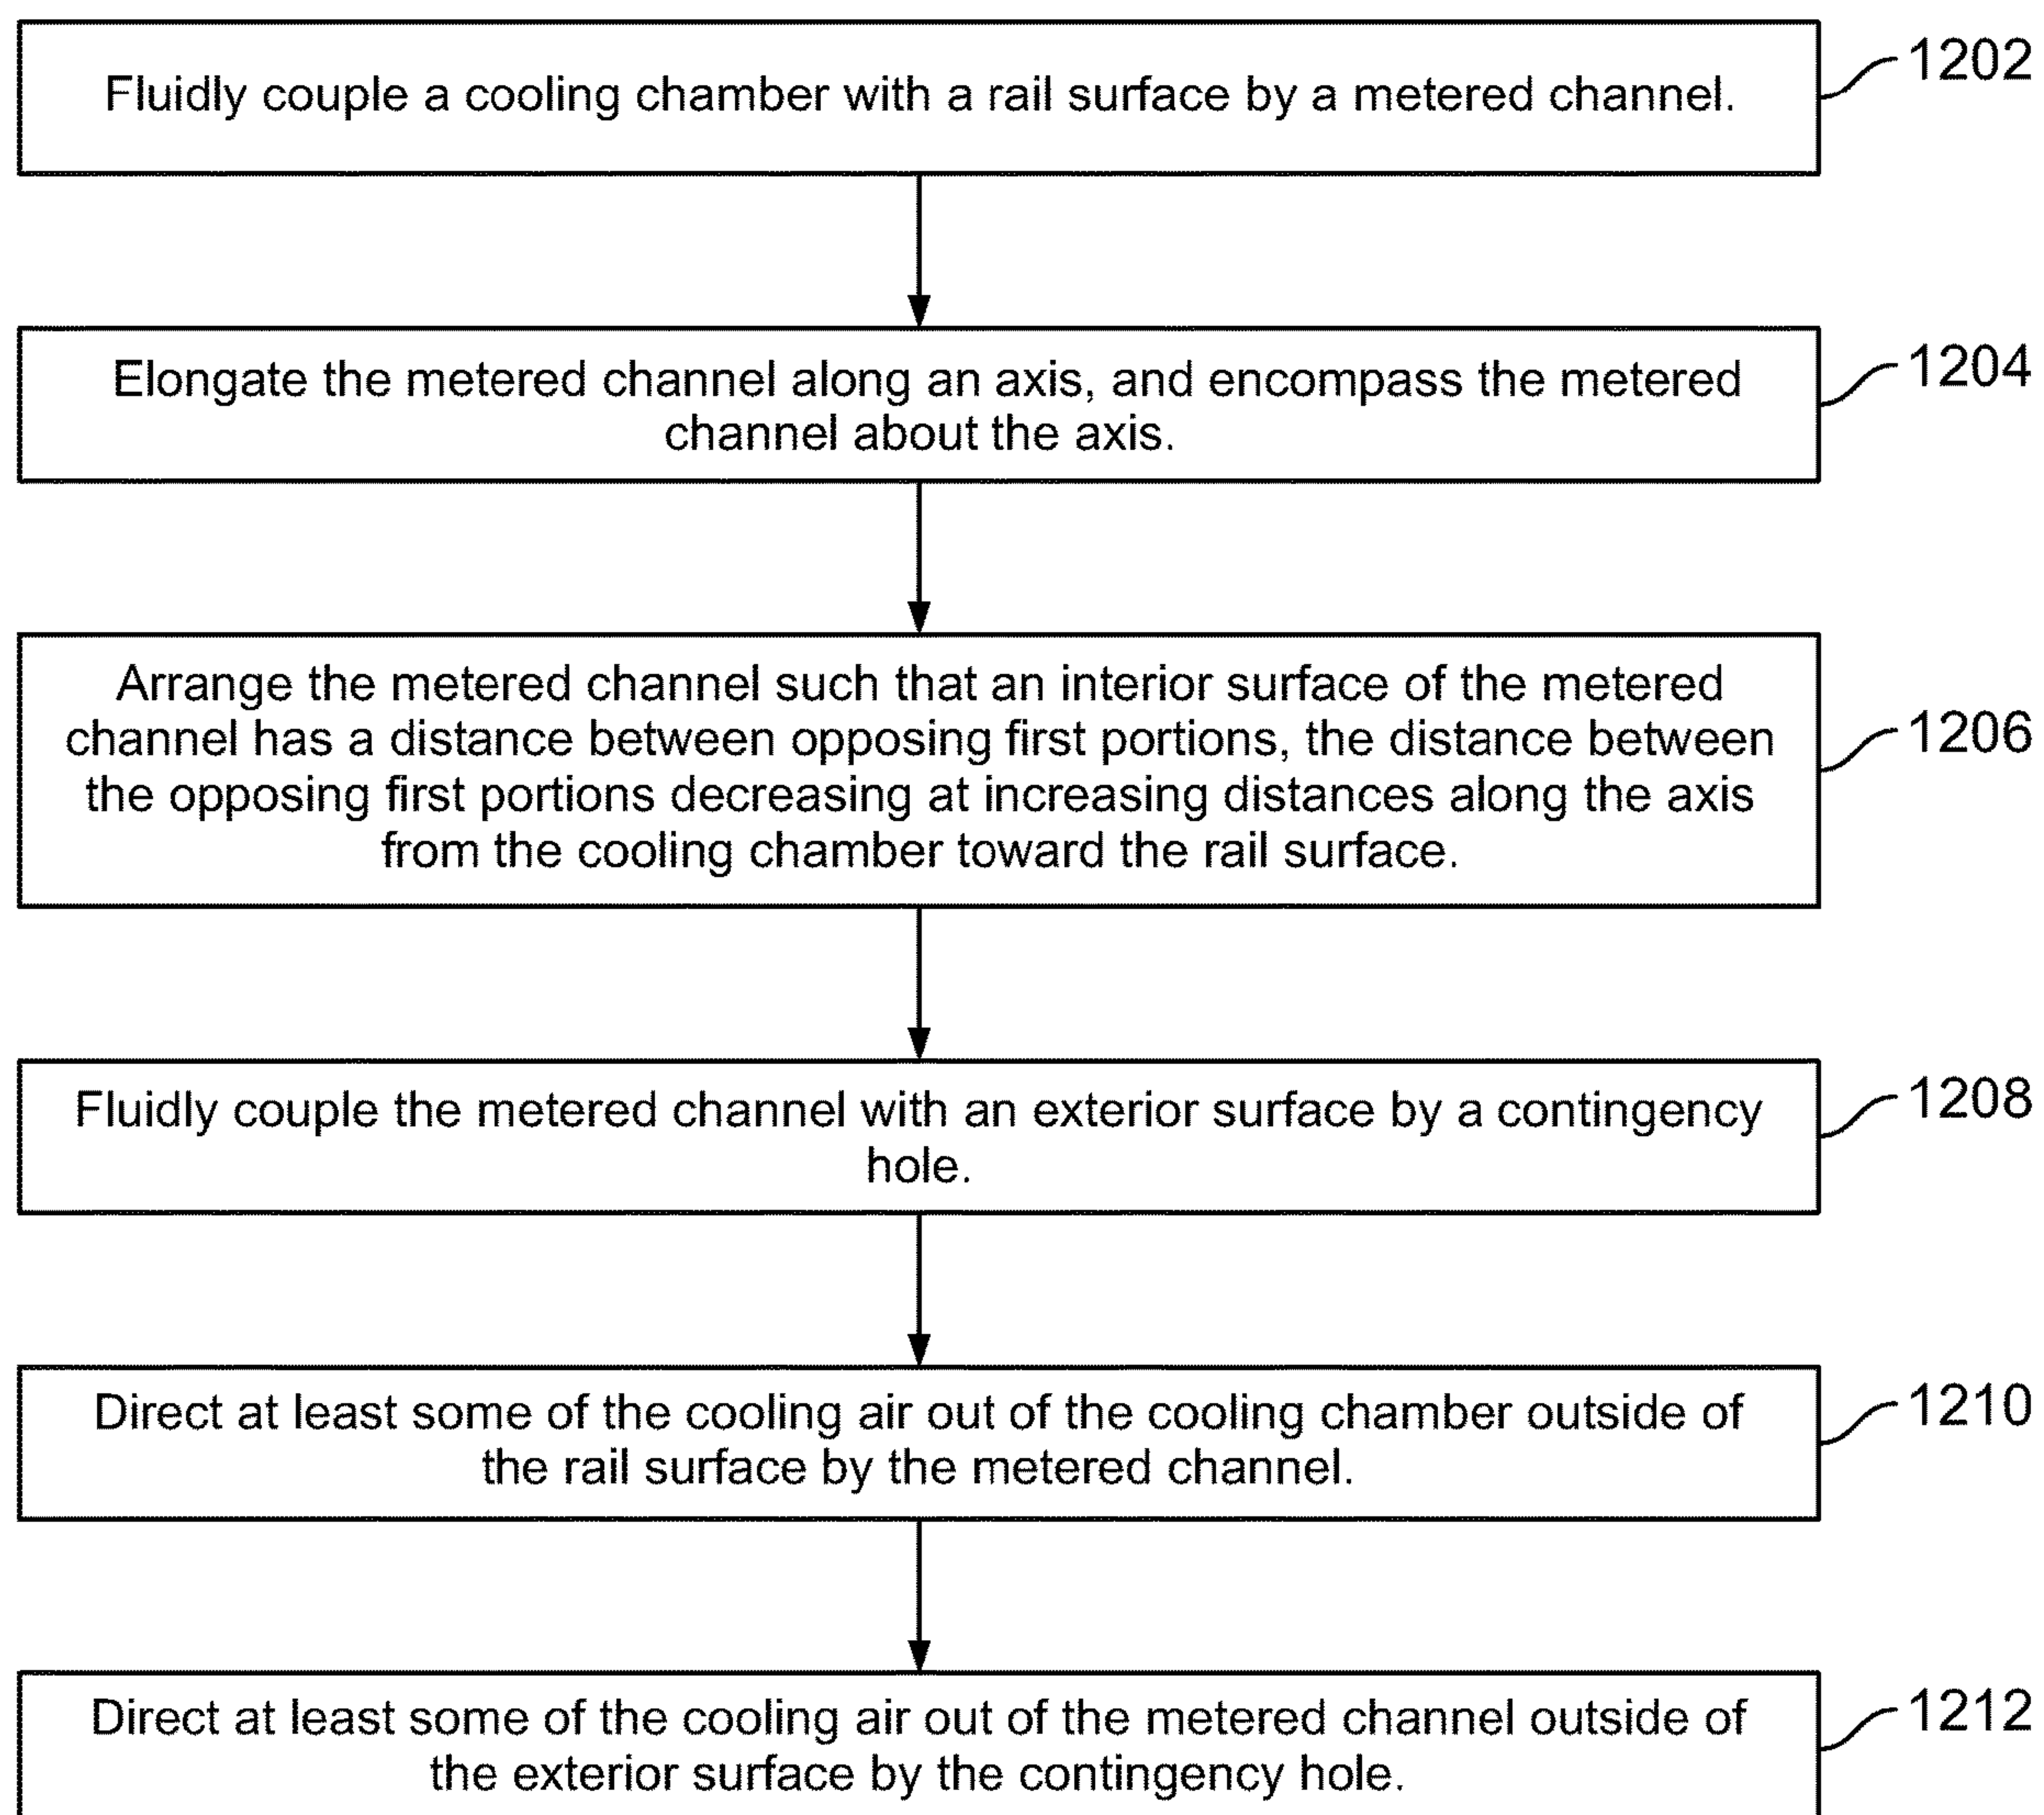 Fluidly couple a cooling chamber with a rail surface by a metered channel.
1202
Elongate the metered channel along an axis, and encompass the metered
channel about the axis.
1204
Arrange the metered channel such that an interior surface of the metered
channel has a distance between opposing first portions, the distance between
the opposing first portions decreasing at increasing distances along the axis
from the cooling chamber toward the rail surface.
1206
Fluidly couple the metered channel with an exterior surface by a contingency
hole.
1208
Direct at least some of the cooling air out of the cooling chamber outside of
the rail surface by the metered channel.
1210
Direct at least some of the cooling air out of the metered channel outside of
the exterior surface by the contingency hole.
1212